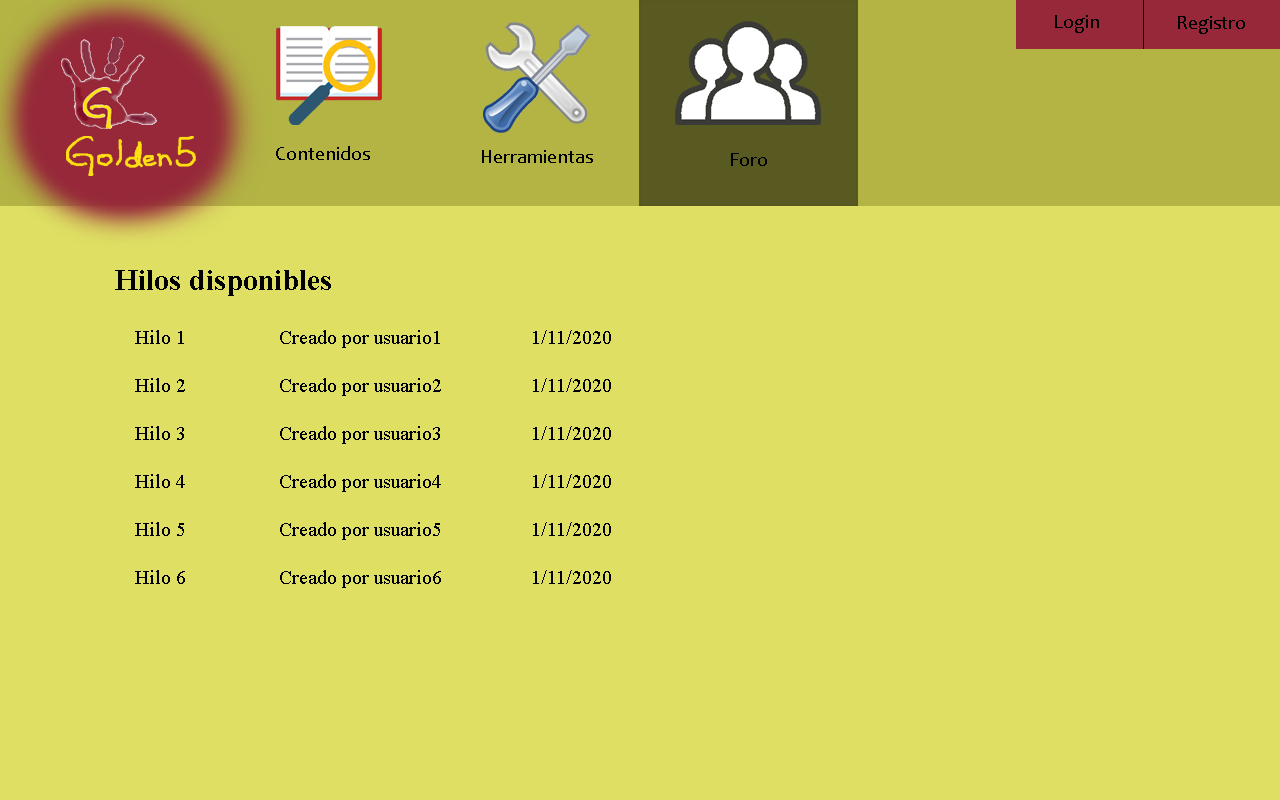 G
Golden5
Contenidos
Herramientas
Foro
Login
Registro
Hilos disponibles
Hilo 1 Creado por usuario1 1/11/2020
Hilo 2 Creado por usuario2 1/11/2020
Hilo 3 Creado por usuario3 1/11/2020
Hilo 4 Creado por usuario4 1/11/2020
Hilo 5 Creado por usuario5 1/11/2020
Hilo 6 Creado por usuario6 1/11/2020